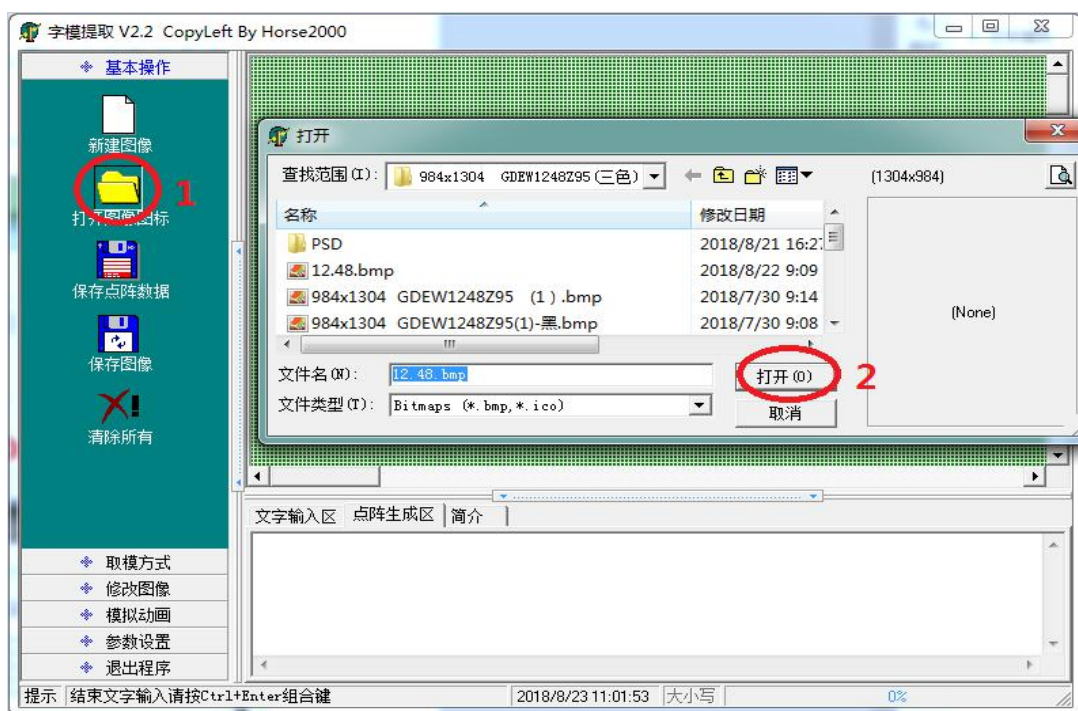 字模提取 V2.2 CopyLeft By Horse2000
基本操作
新建图像
1
打开图像图标
保存点阵数据
保存图像
清除所有
取模方式
修改图像
模拟动画
参数设置
退出程序
打开
查找范围(I): 984x1304 GDEW1248Z95(三色)
(1304x984)
名称 修改日期
PSD 2018/8/21 16:27
12.48.bmp 2018/8/22 9:09
984x1304 GDEW1248Z95 (1).bmp 2018/7/30 9:14
984x1304 GDEW1248Z95(1)-黑.bmp 2018/7/30 9:08
(None)
文件名(N): 12.48.bmp
打开(O) 2
文件类型(T): Bitmaps (*.bmp,*.ico)
取消
文字输入区 点阵生成区 简介
提示 结束文字输入请按Ctrl+Enter组合键 2018/8/23 11:01:53 大小写 0%